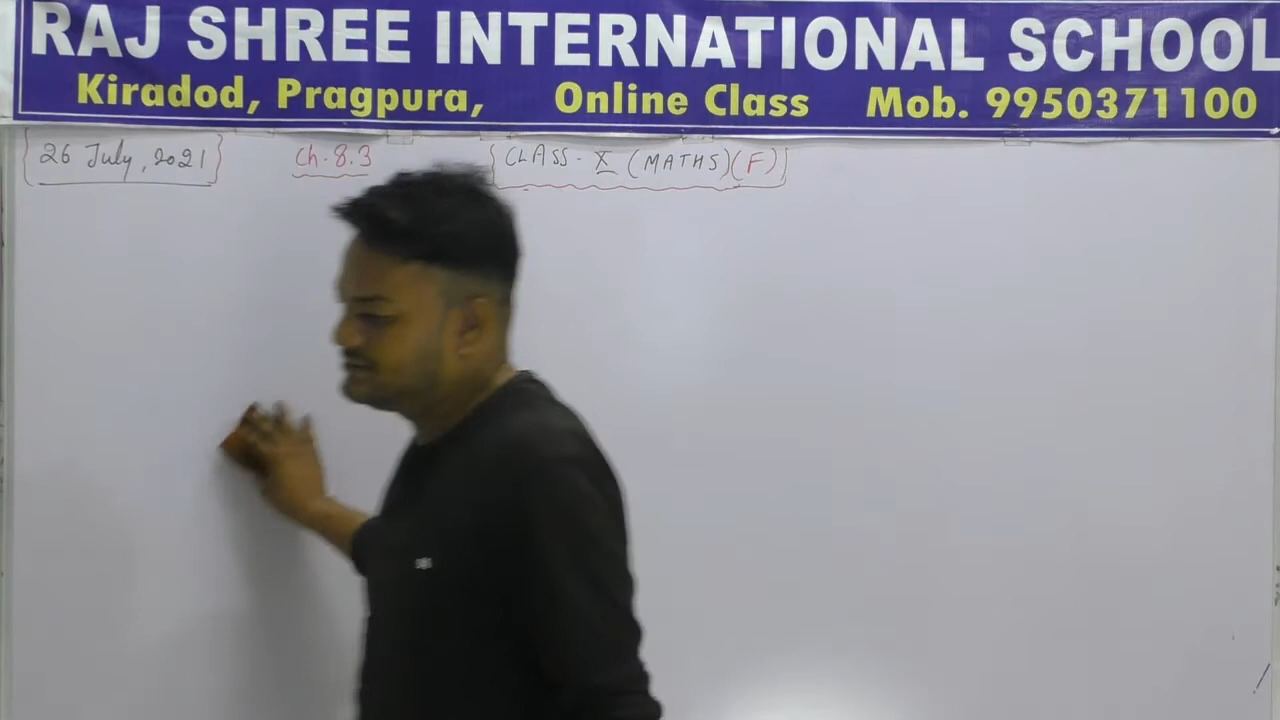 RAJ SHREE INTERNATIONAL SCHOOL
Kiradod, Pragpura, Online Class Mob. 9950371100
26 July, 2021 Ch. 8.3 CLASS - X (MATHS) (F)